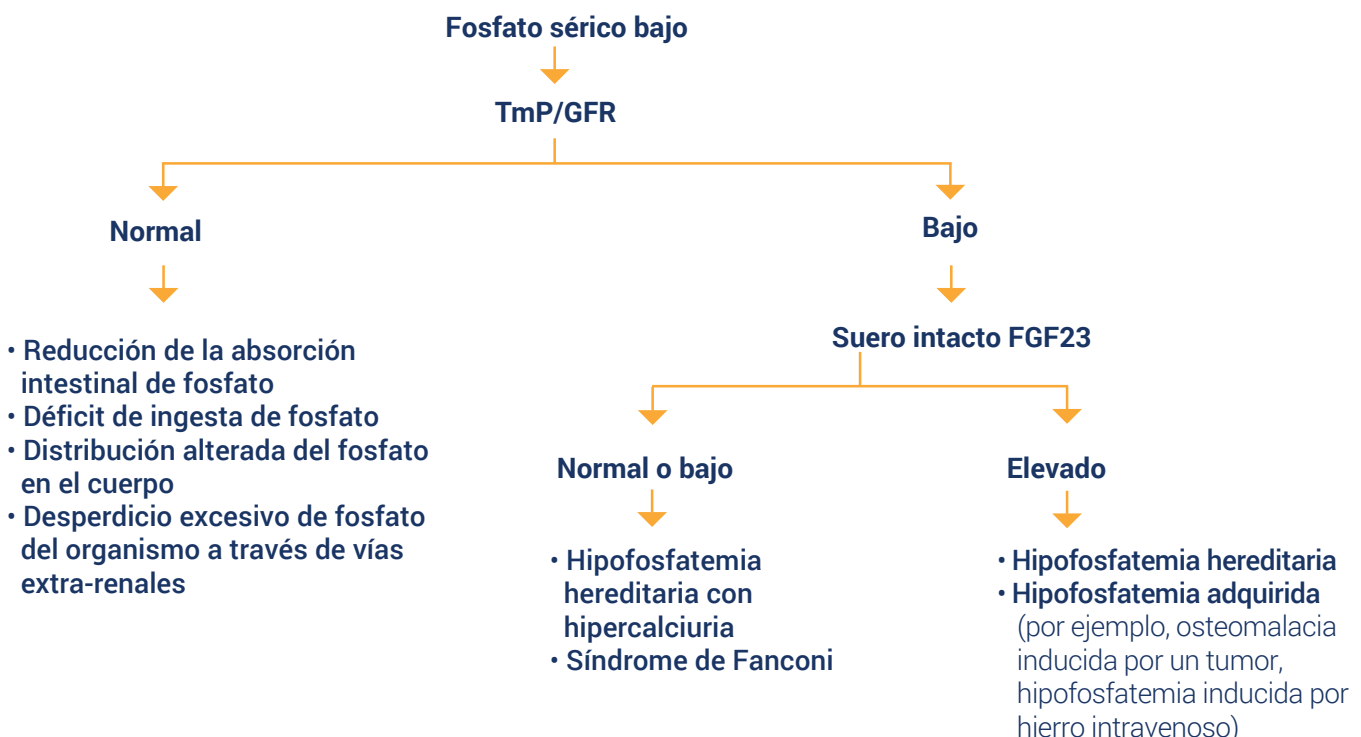 Fosfato sérico bajo
TmP/GFR
Normal
Bajo
• Reducción de la absorción
intestinal de fosfato
• Déficit de ingesta de fosfato
• Distribución alterada del fosfato
en el cuerpo
• Desperdicio excesivo de fosfato
del organismo a través de vías
extra-renales
Suero intacto FGF23
Normal o bajo
Elevado
• Hipofosfatemia
hereditaria con
hipercalciuria
• Síndrome de Fanconi
• Hipofosfatemia hereditaria
• Hipofosfatemia adquirida
(por ejemplo, osteomalacia
inducida por un tumor,
hipofosfatemia inducida por
hierro intravenoso)